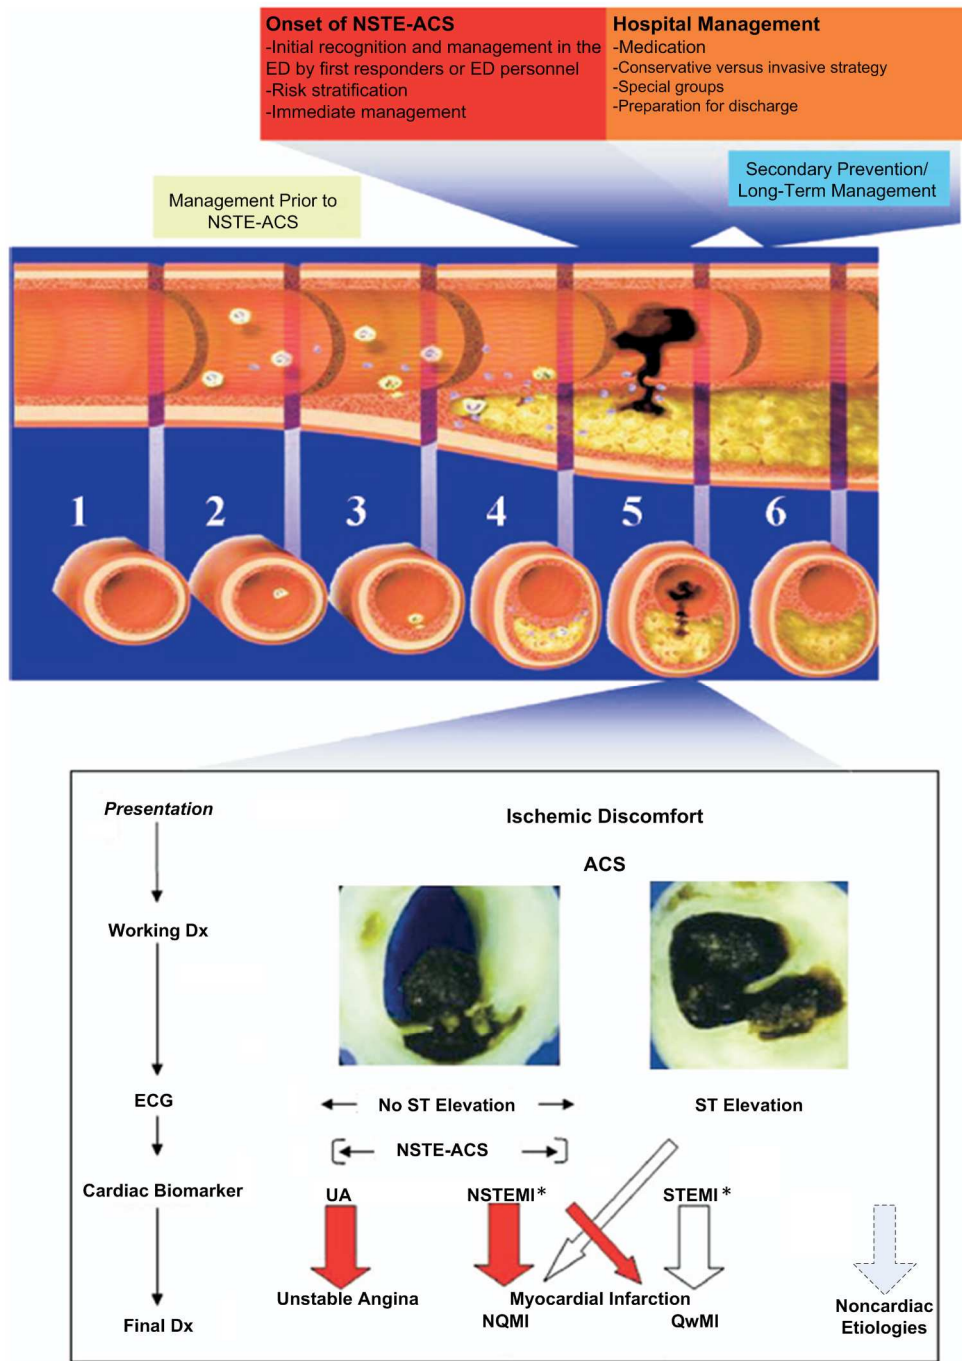 Onset of NSTE-ACS
-Initial recognition and management in the
ED by first responders or ED personnel
-Risk stratification
-Immediate management
Hospital Management
-Medication
-Conservative versus invasive strategy
-Special groups
-Preparation for discharge
Management Prior to
NSTE-ACS
Secondary Prevention/
Long-Term Management
1
2
3
4
5
6
Presentation
Ischemic Discomfort
ACS
Working Dx
ECG
No ST Elevation
ST Elevation
NSTE-ACS
Cardiac Biomarker
UA
NSTEMI*
STEMI*
Unstable Angina
Myocardial Infarction
NQMI
QwMI
Noncardiac
Etiologies
Final Dx